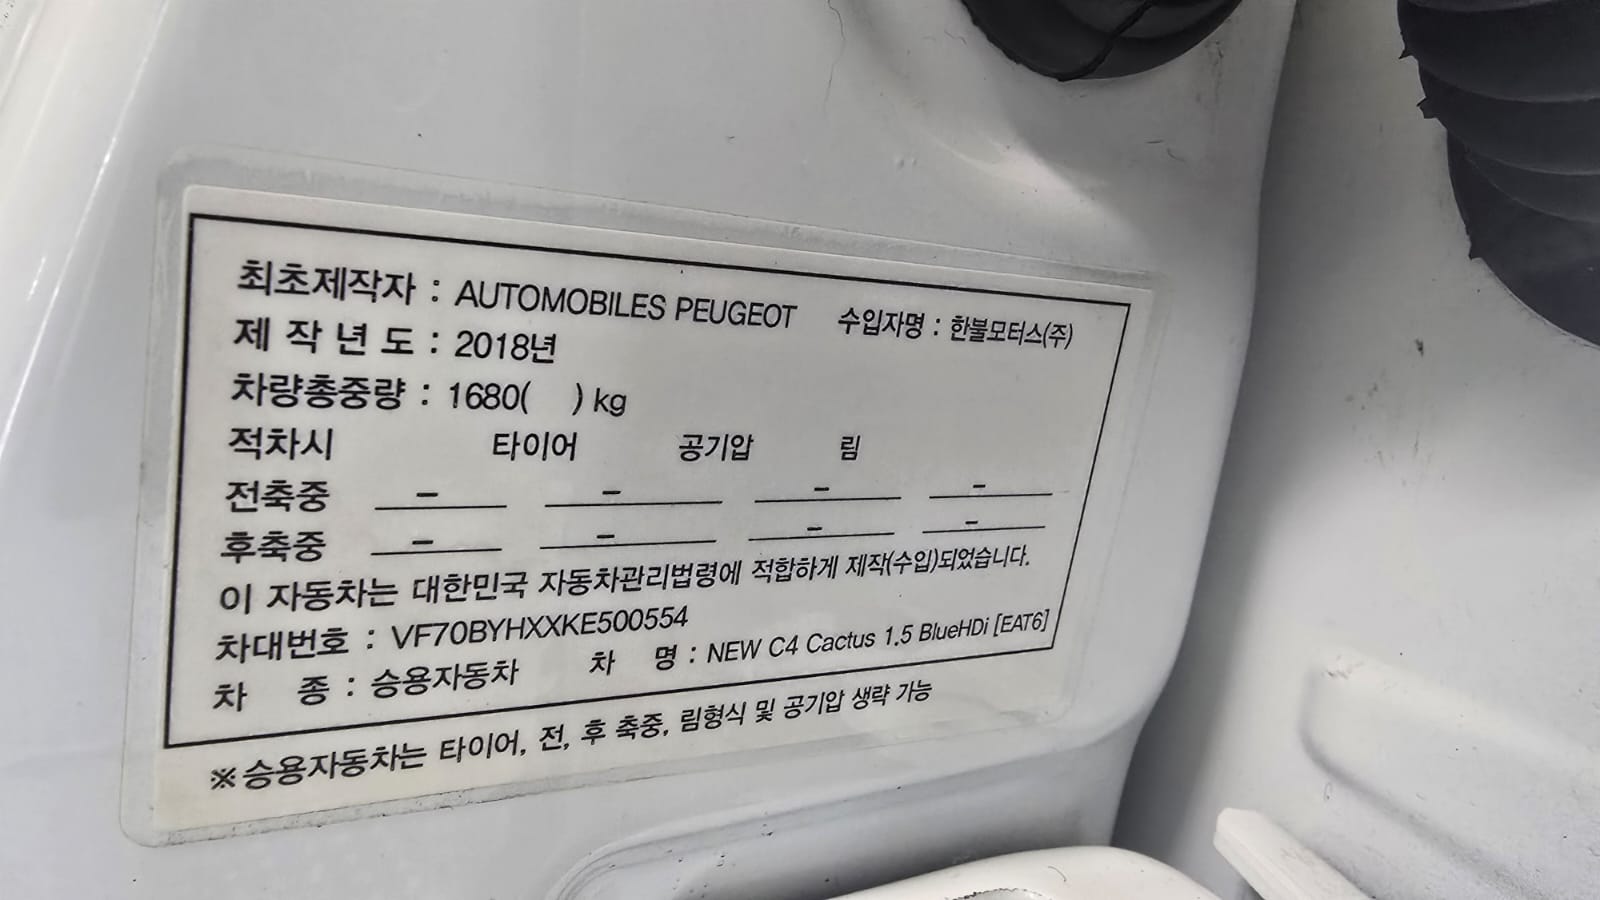 최초제작자 : AUTOMOBILES PEUGEOT 수입자명 : 한불모터스(주)
제 작 년 도 : 2018년
차량총중량 : 1680( ) kg
적차시 타이어 공기압 림
전축중 – – – –
후축중 – – – –
이 자동차는 대한민국 자동차관리법령에 적합하게 제작(수입)되었습니다.
차대번호 : VF70BYHXXKE500554
차 종 : 승용자동차 차 명 : NEW C4 Cactus 1.5 BlueHDi [EAT6]
※승용자동차는 타이어, 전, 후 축중, 림형식 및 공기압 생략 가능